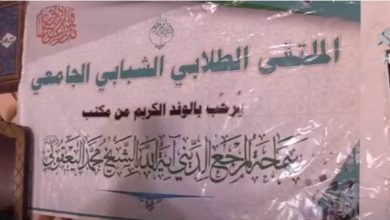 الملتقى الطلابي الشبابي الجامعي
يرحب بالوفد الكريم من مكتب
سماحة المرجع الديني آية الله الشيخ محمد اليعقوبي